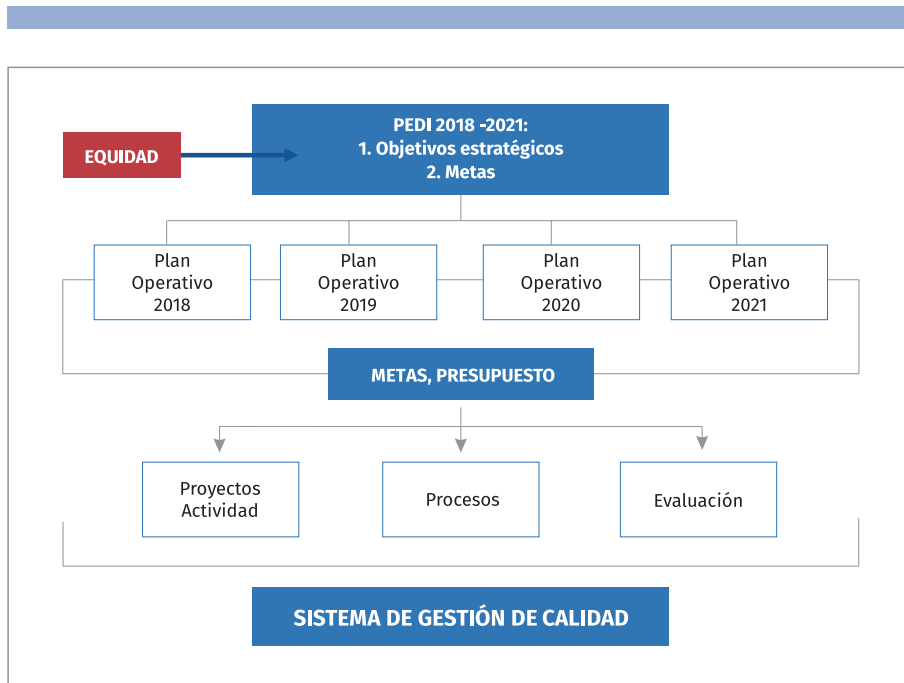 PEDI 2018 -2021:
1. Objetivos estratégicos
2. Metas
EQUIDAD
Plan
Operativo
2018
Plan
Operativo
2019
Plan
Operativo
2020
Plan
Operativo
2021
METAS, PRESUPUESTO
Proyectos
Actividad
Procesos
Evaluación
SISTEMA DE GESTIÓN DE CALIDAD